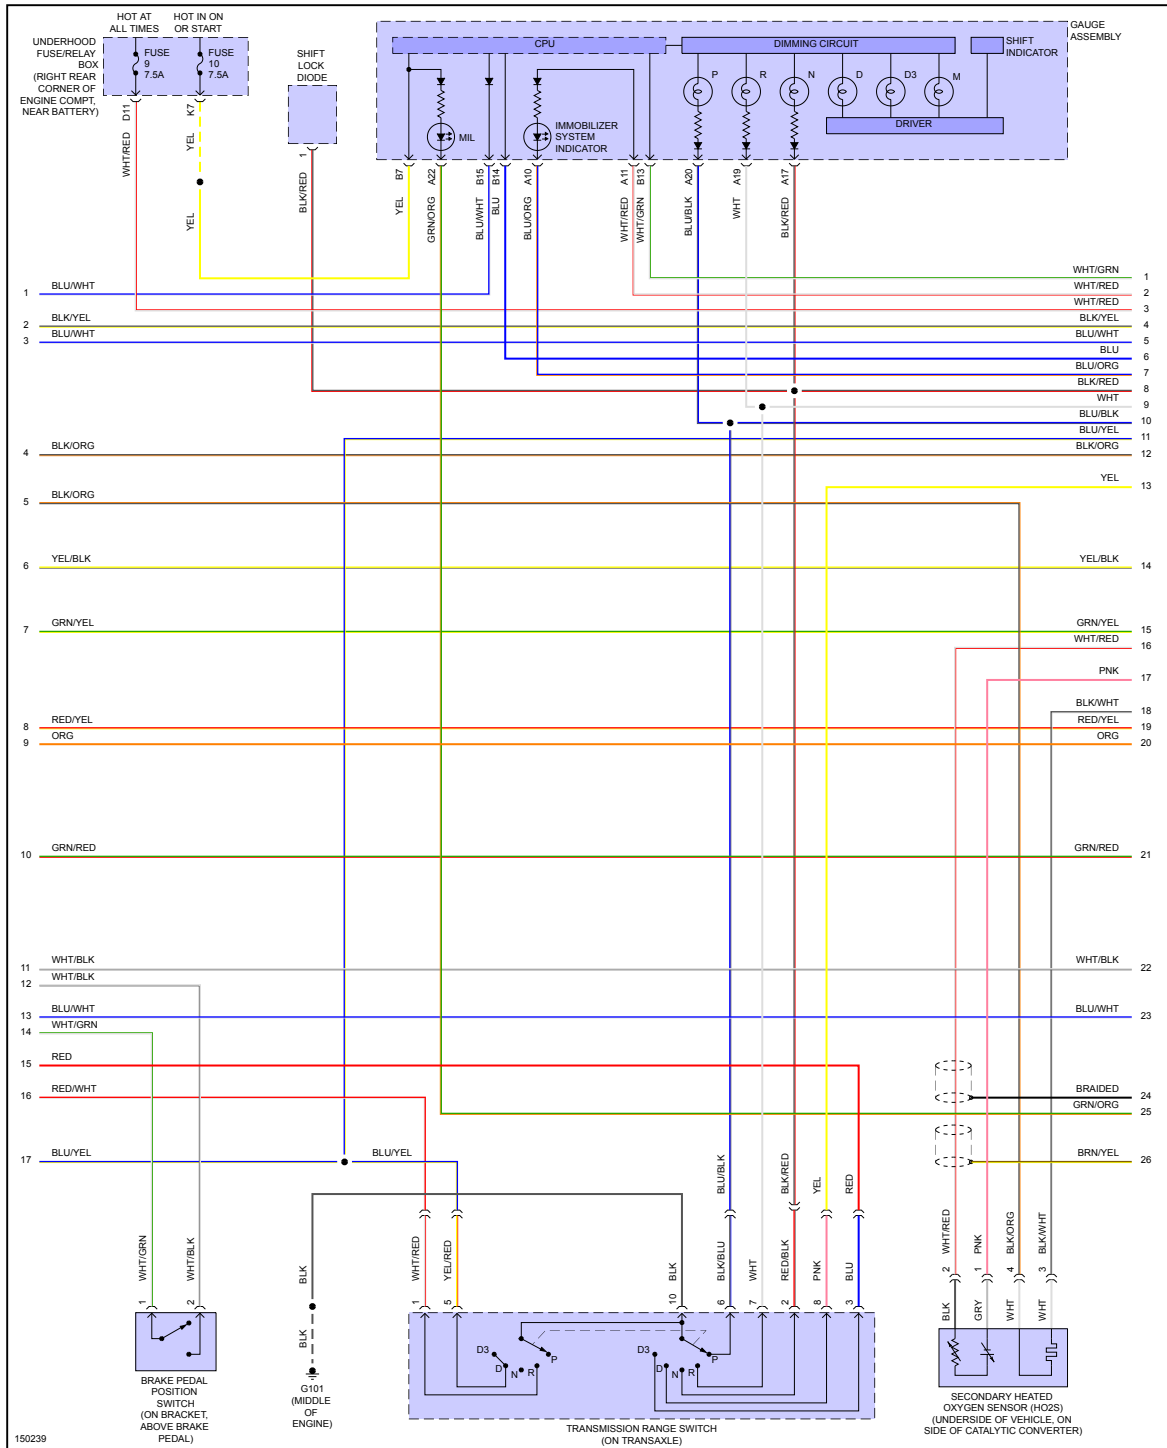 HOT AT
ALL TIMES
HOT IN ON
OR START
UNDERHOOD
FUSE/RELAY
BOX
(RIGHT REAR
CORNER OF
ENGINE COMPT,
NEAR BATTERY)
FUSE
9
7.5A
FUSE
10
7.5A
SHIFT
LOCK
DIODE
GAUGE
ASSEMBLY
CPU
DIMMING CIRCUIT
SHIFT
INDICATOR
P
R
N
D
D3
M
DRIVER
MIL
IMMOBILIZER
SYSTEM
INDICATOR
D11
K7
1
B7
A22
B15
B14
A10
A11
B13
A20
A19
A17
WHT/RED
YEL
YEL
BLK/RED
YEL
GRN/ORG
BLU/WHT
BLU
BLU/ORG
WHT/RED
WHT/GRN
BLU/BLK
WHT
BLK/RED
WHT/GRN 1
1 BLU/WHT
WHT/RED 2
WHT/RED 3
2 BLK/YEL
BLK/YEL 4
3 BLU/WHT
BLU/WHT 5
BLU 6
BLU/ORG 7
BLK/RED 8
WHT 9
BLU/BLK 10
BLU/YEL 11
4 BLK/ORG
BLK/ORG 12
YEL 13
5 BLK/ORG
6 YEL/BLK
YEL/BLK 14
7 GRN/YEL
GRN/YEL 15
WHT/RED 16
PNK 17
BLK/WHT 18
8 RED/YEL
RED/YEL 19
9 ORG
ORG 20
10 GRN/RED
GRN/RED 21
11 WHT/BLK
WHT/BLK 22
12 WHT/BLK
13 BLU/WHT
BLU/WHT 23
14 WHT/GRN
15 RED
16 RED/WHT
BRAIDED 24
GRN/ORG 25
17 BLU/YEL
BLU/YEL
BRN/YEL 26
BLU/BLK
BLK/RED
YEL
RED
WHT/GRN
WHT/BLK
BLK
BLK
WHT/RED
YEL/RED
BLK
BLK/BLU
WHT
RED/BLK
PNK
BLU
WHT/RED
PNK
BLK/ORG
BLK/WHT
2
1
4
3
BLK
GRY
WHT
WHT
1
2
1
5
10
6
7
2
8
3
D3
D
N
R
P
D3
D
N
R
P
BRAKE PEDAL
POSITION
SWITCH
(ON BRACKET,
ABOVE BRAKE
PEDAL)
G101
(MIDDLE
OF
ENGINE)
TRANSMISSION RANGE SWITCH
(ON TRANSAXLE)
SECONDARY HEATED
OXYGEN SENSOR (HO2S)
(UNDERSIDE OF VEHICLE, ON
SIDE OF CATALYTIC CONVERTER)
150239